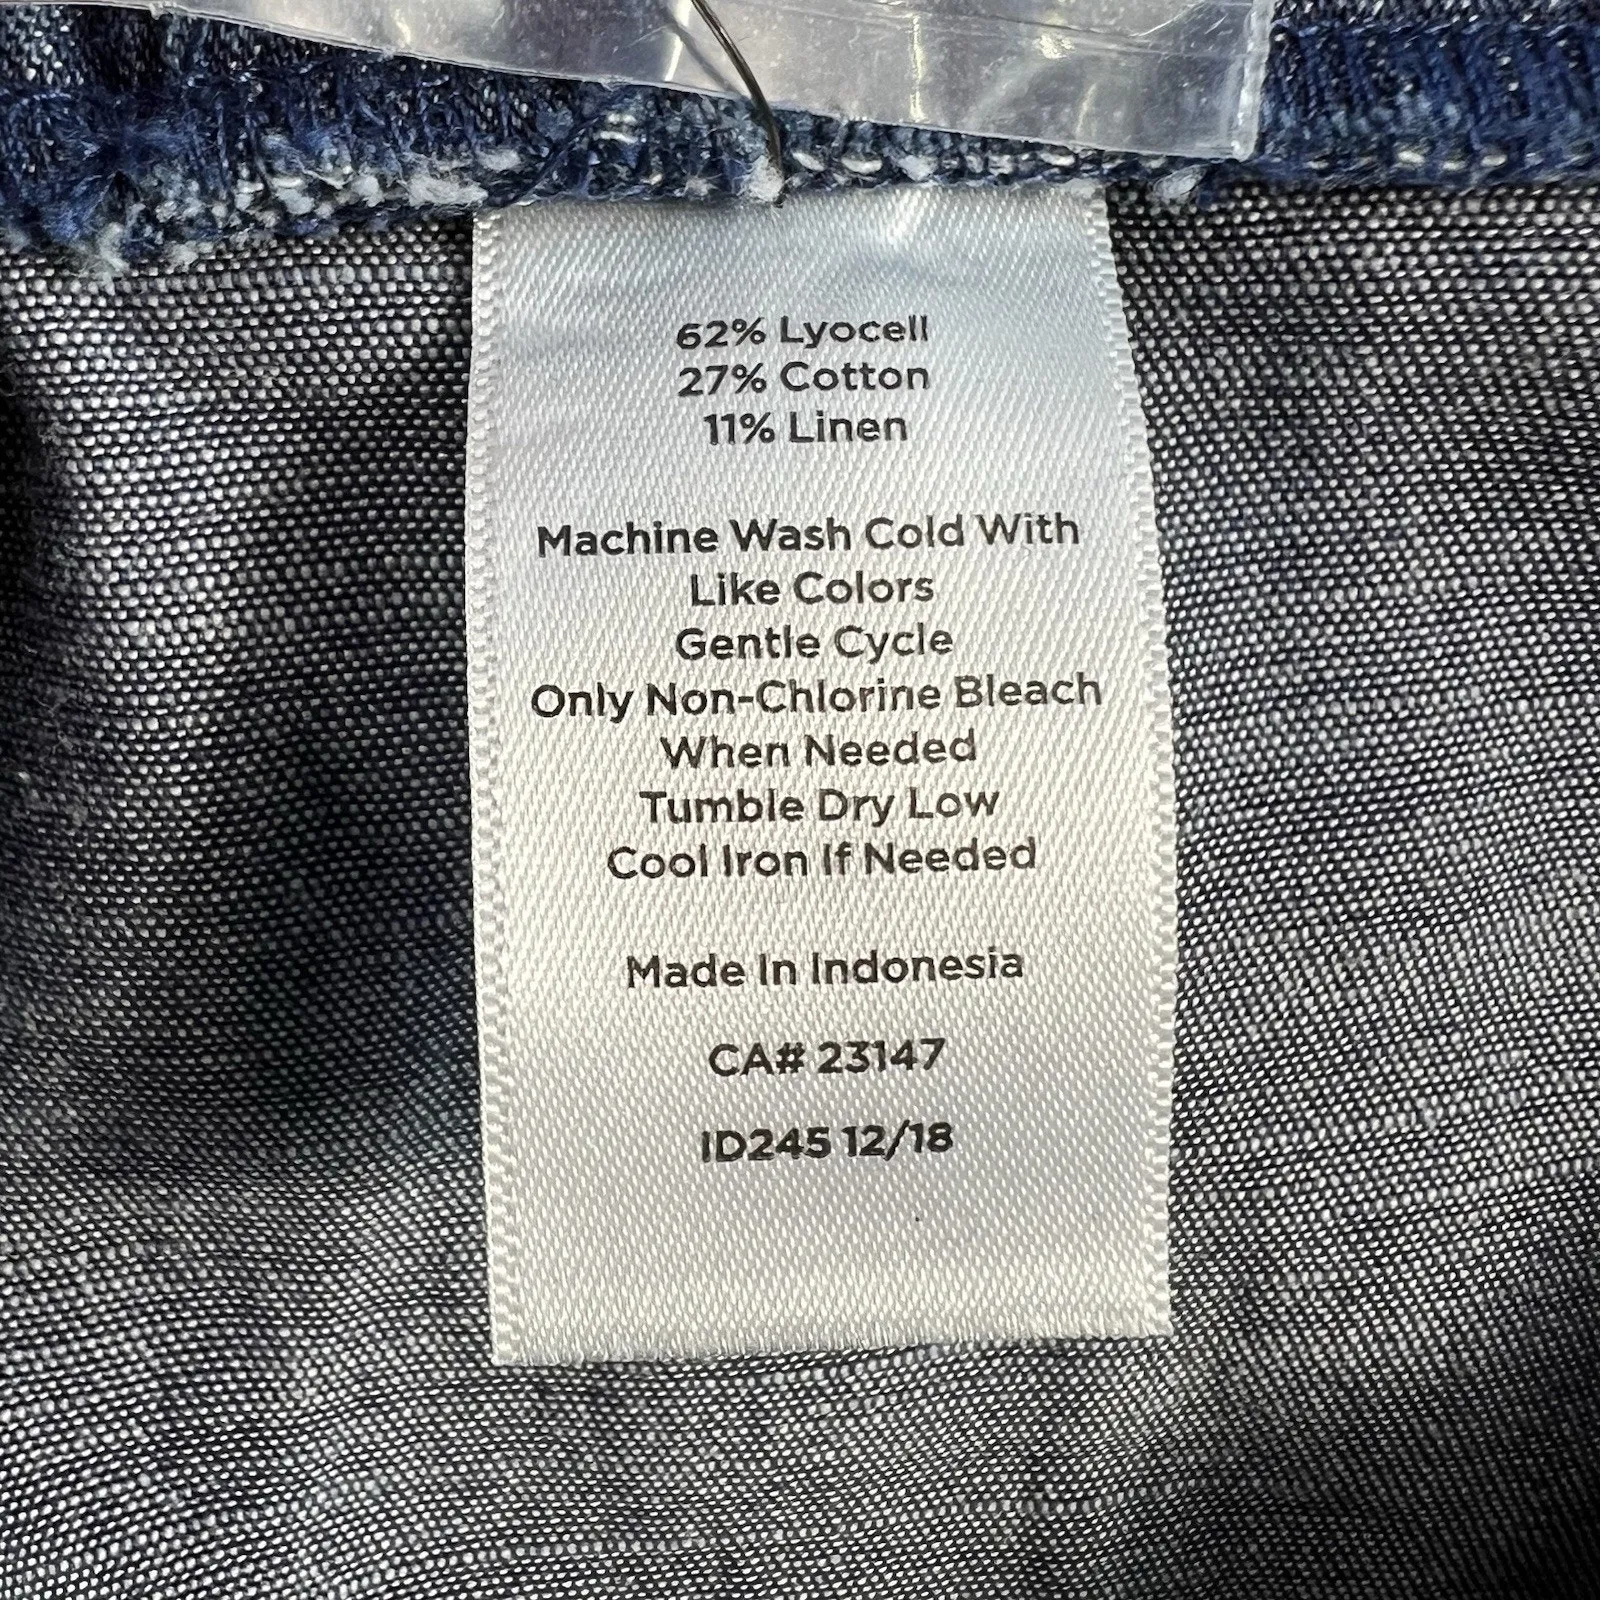 62% Lyocell
27% Cotton
11% Linen
Machine Wash Cold With
Like Colors
Gentle Cycle
Only Non-Chlorine Bleach
When Needed
Tumble Dry Low
Cool Iron If Needed
Made In Indonesia
CA# 23147
ID245 12/18